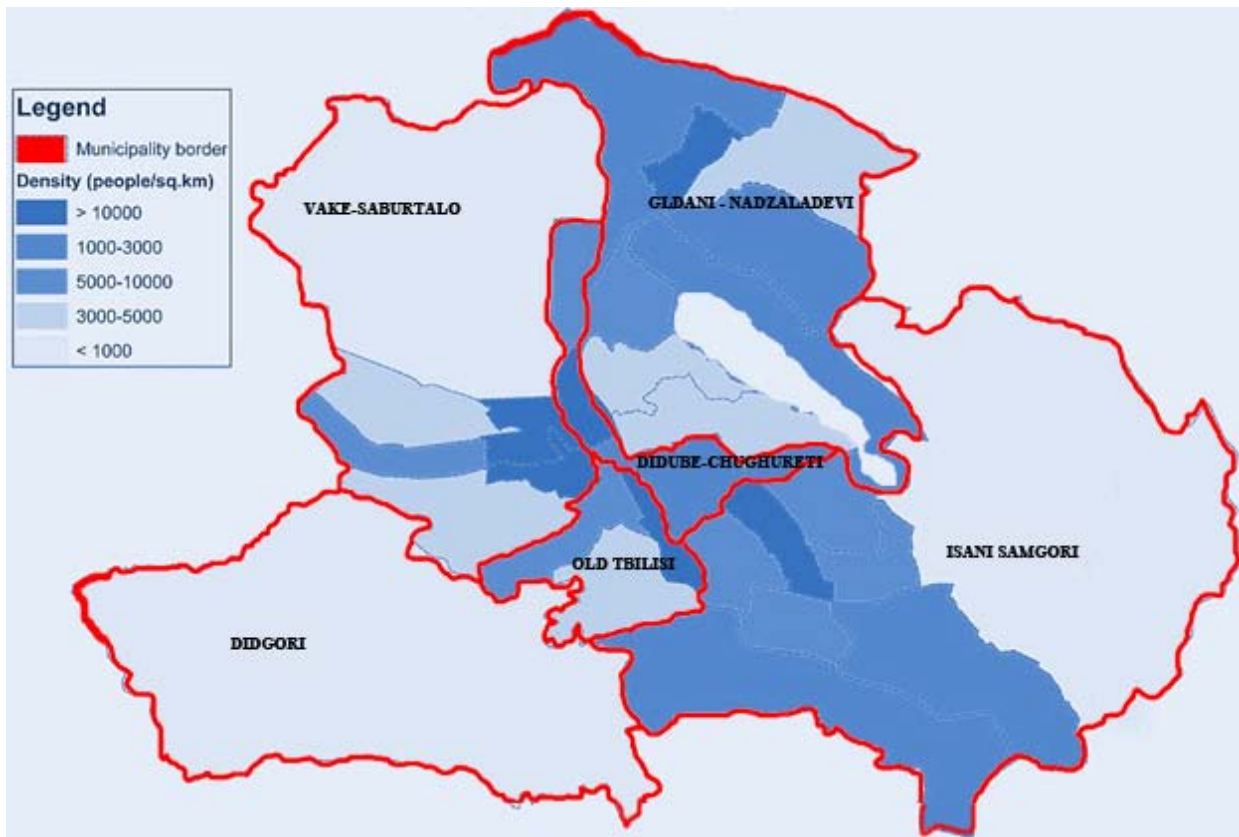 Legend
Municipality border
Density (people/sq.km)
> 10000
1000-3000
5000-10000
3000-5000
< 1000
VAKE-SABURTALO
GLDANI - NADZALADEVI
DIDUBE-CHUGHURETI
ISANI SAMGORI
OLD TBILISI
DIDGORI